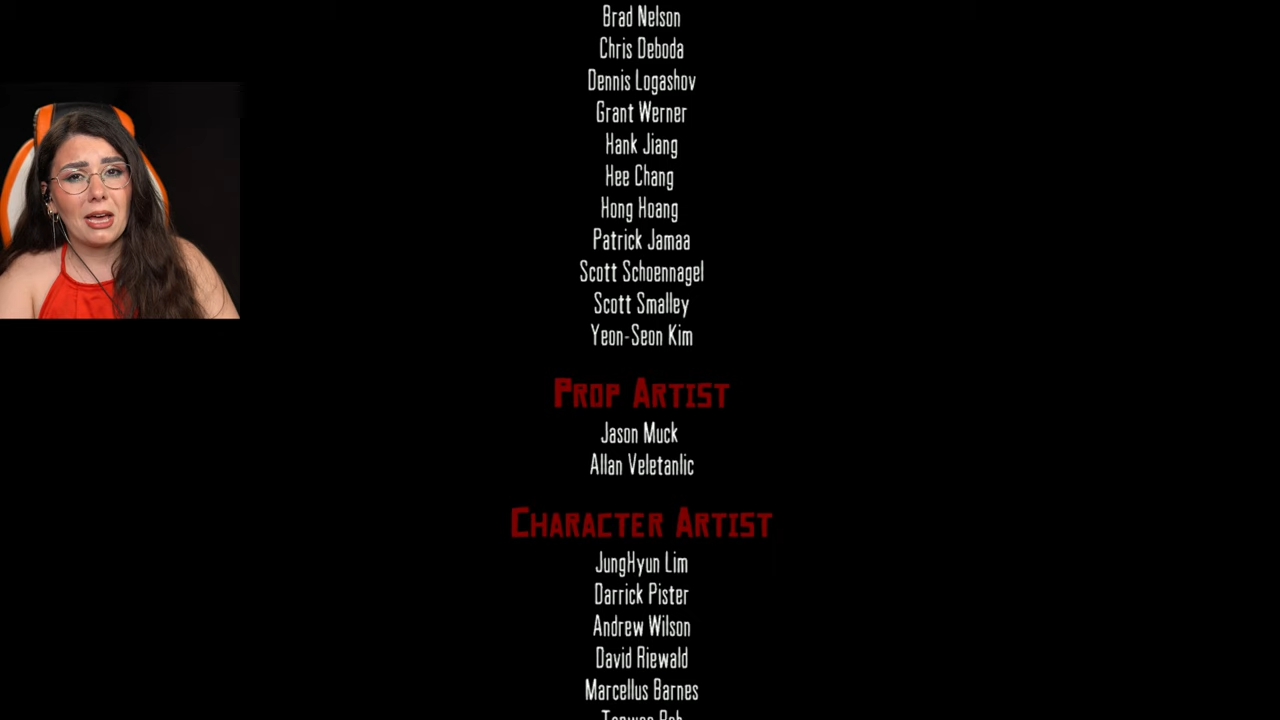 Brad Nelson
Chris Deboda
Dennis Logashov
Grant Werner
Hank Jiang
Hee Chang
Hong Hoang
Patrick Jamaa
Scott Schoennagel
Scott Smalley
Yeon-Seon Kim
Prop Artist
Jason Muck
Allan Veletanlic
Character Artist
JungHyun Lim
Darrick Pister
Andrew Wilson
David Riewald
Marcellus Barnes